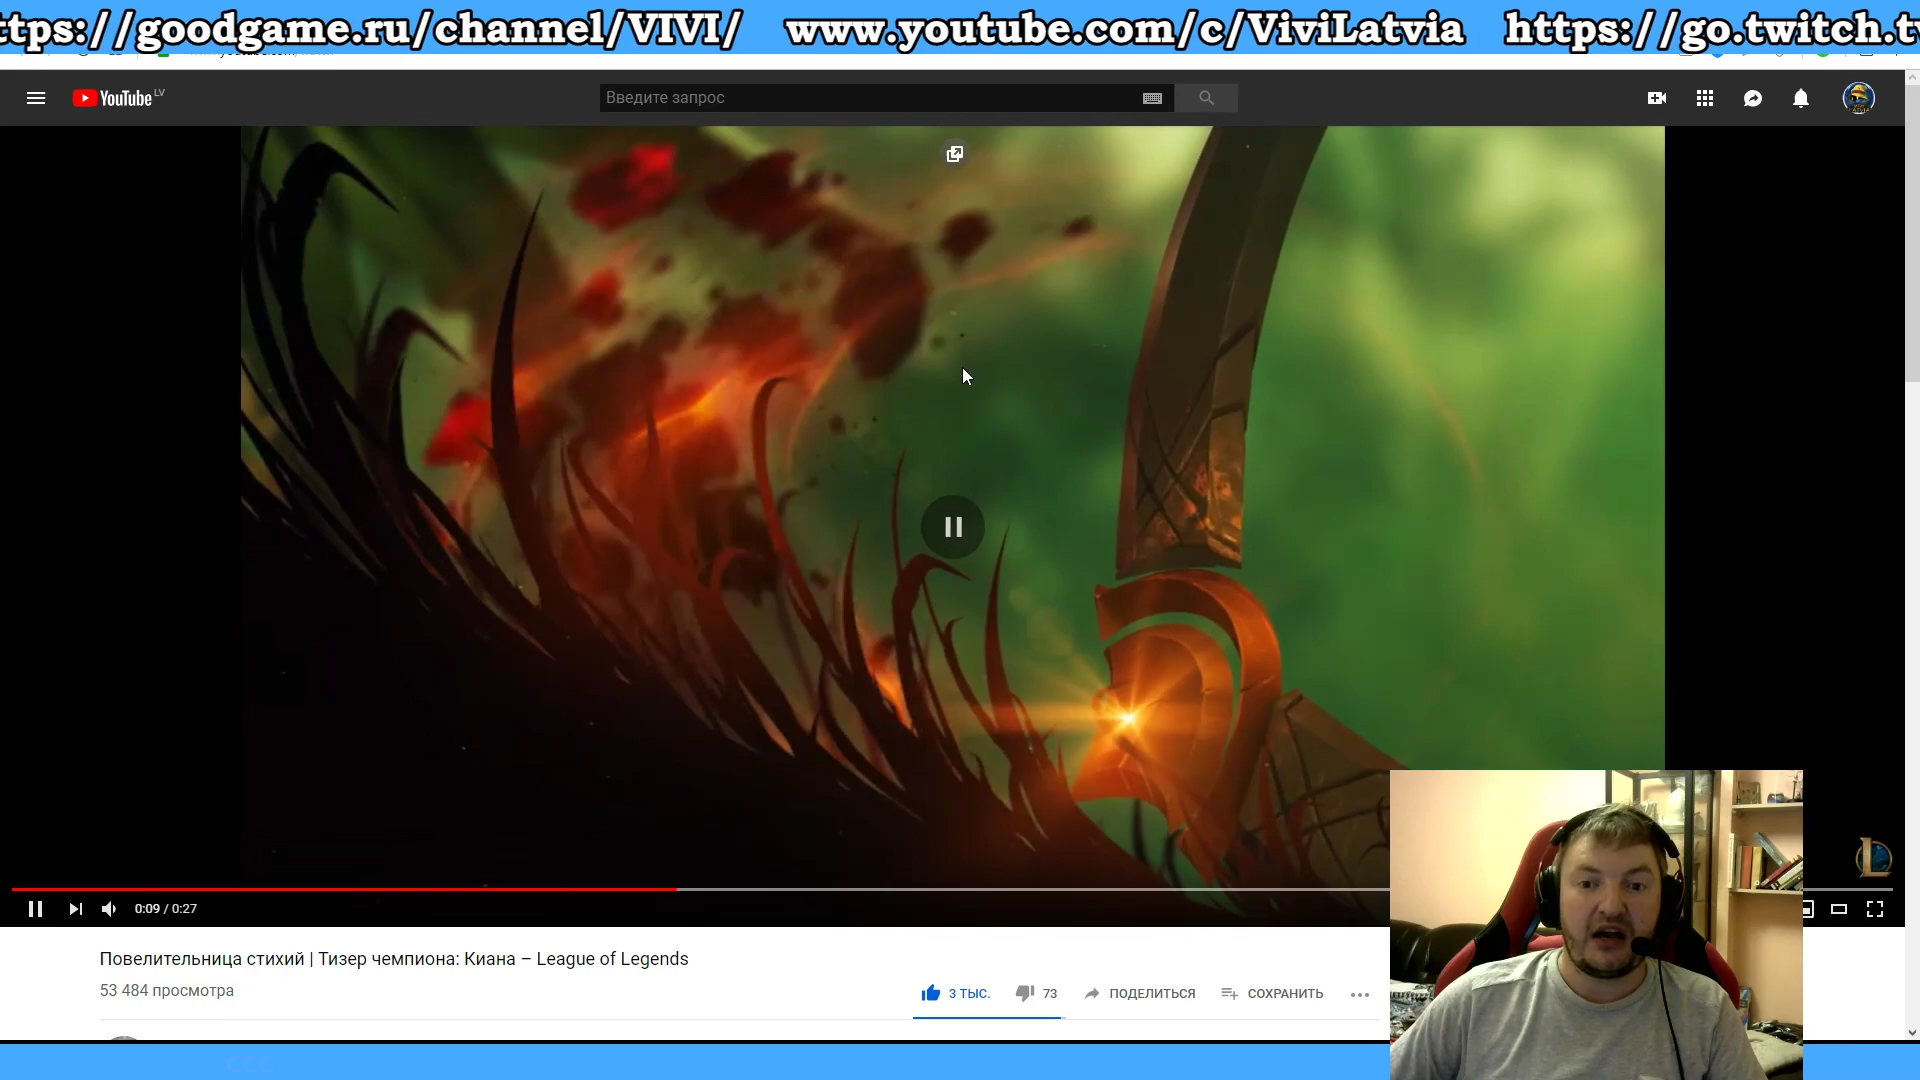 ttps://goodgame.ru/channel/VIVI/ www.youtube.com/c/ViviLatvia https://go.twitch.tv
YouTube LV
Введите запрос
0:09 / 0:27
Повелительница стихий | Тизер чемпиона: Киана – League of Legends
53 484 просмотра
3 ТЫС.
73
ПОДЕЛИТЬСЯ
СОХРАНИТЬ